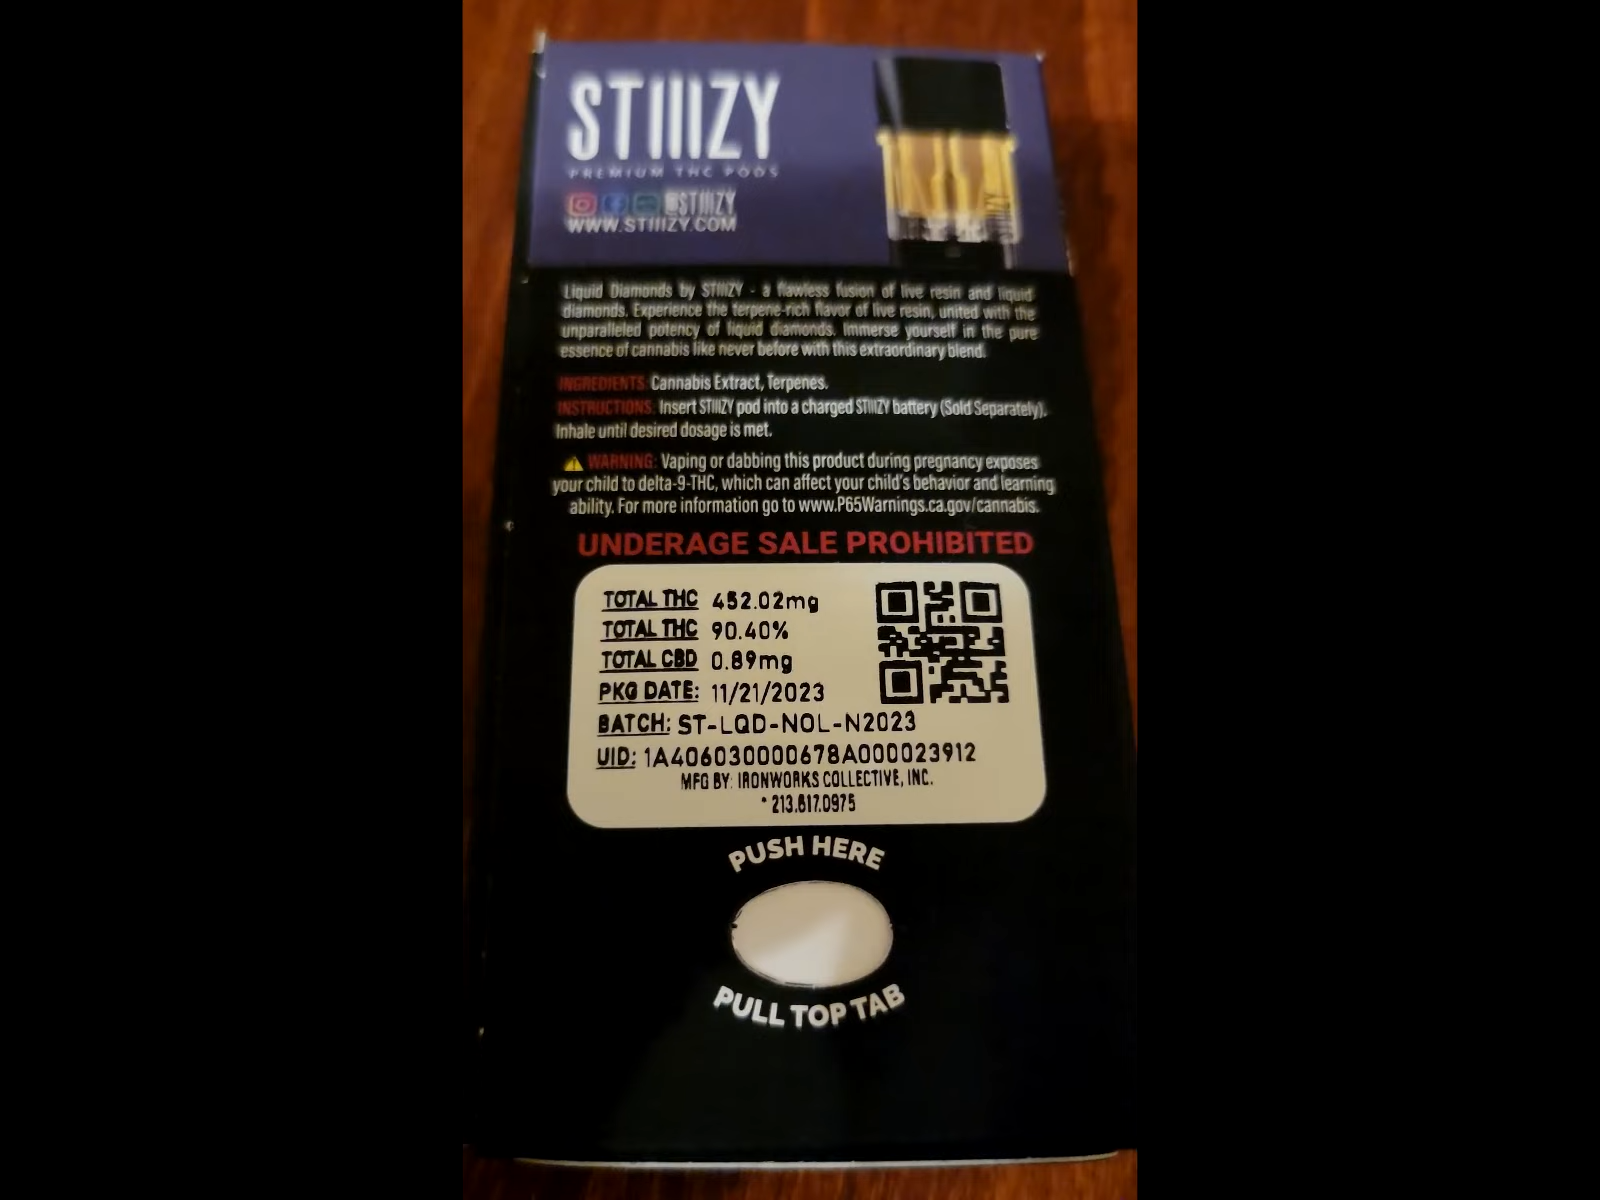 STIIIZY
PREMIUM THC PODS
@STIIIZY
WWW.STIIIZY.COM
Liquid Diamonds by STIIIZY - a flawless fusion of live resin and liquid
diamonds. Experience the terpene-rich flavor of live resin, united with the
unparalleled potency of liquid diamonds. Immerse yourself in the pure
essence of cannabis like never before with this extraordinary blend.
INGREDIENTS: Cannabis Extract, Terpenes.
INSTRUCTIONS: Insert STIIIZY pod into a charged STIIIZY battery (Sold Separately).
Inhale until desired dosage is met.
WARNING: Vaping or dabbing this product during pregnancy exposes
your child to delta-9-THC, which can affect your child's behavior and learning
ability. For more information go to www.P65Warnings.ca.gov/cannabis.
UNDERAGE SALE PROHIBITED
TOTAL THC 452.02mg
TOTAL THC 90.40%
TOTAL CBD 0.89mg
PKG DATE: 11/21/2023
BATCH: ST-LQD-NOL-N2023
UID: 1A406030000678A000023912
MFG BY: IRONWORKS COLLECTIVE, INC.
* 213.617.0975
PUSH HERE
PULL TOP TAB